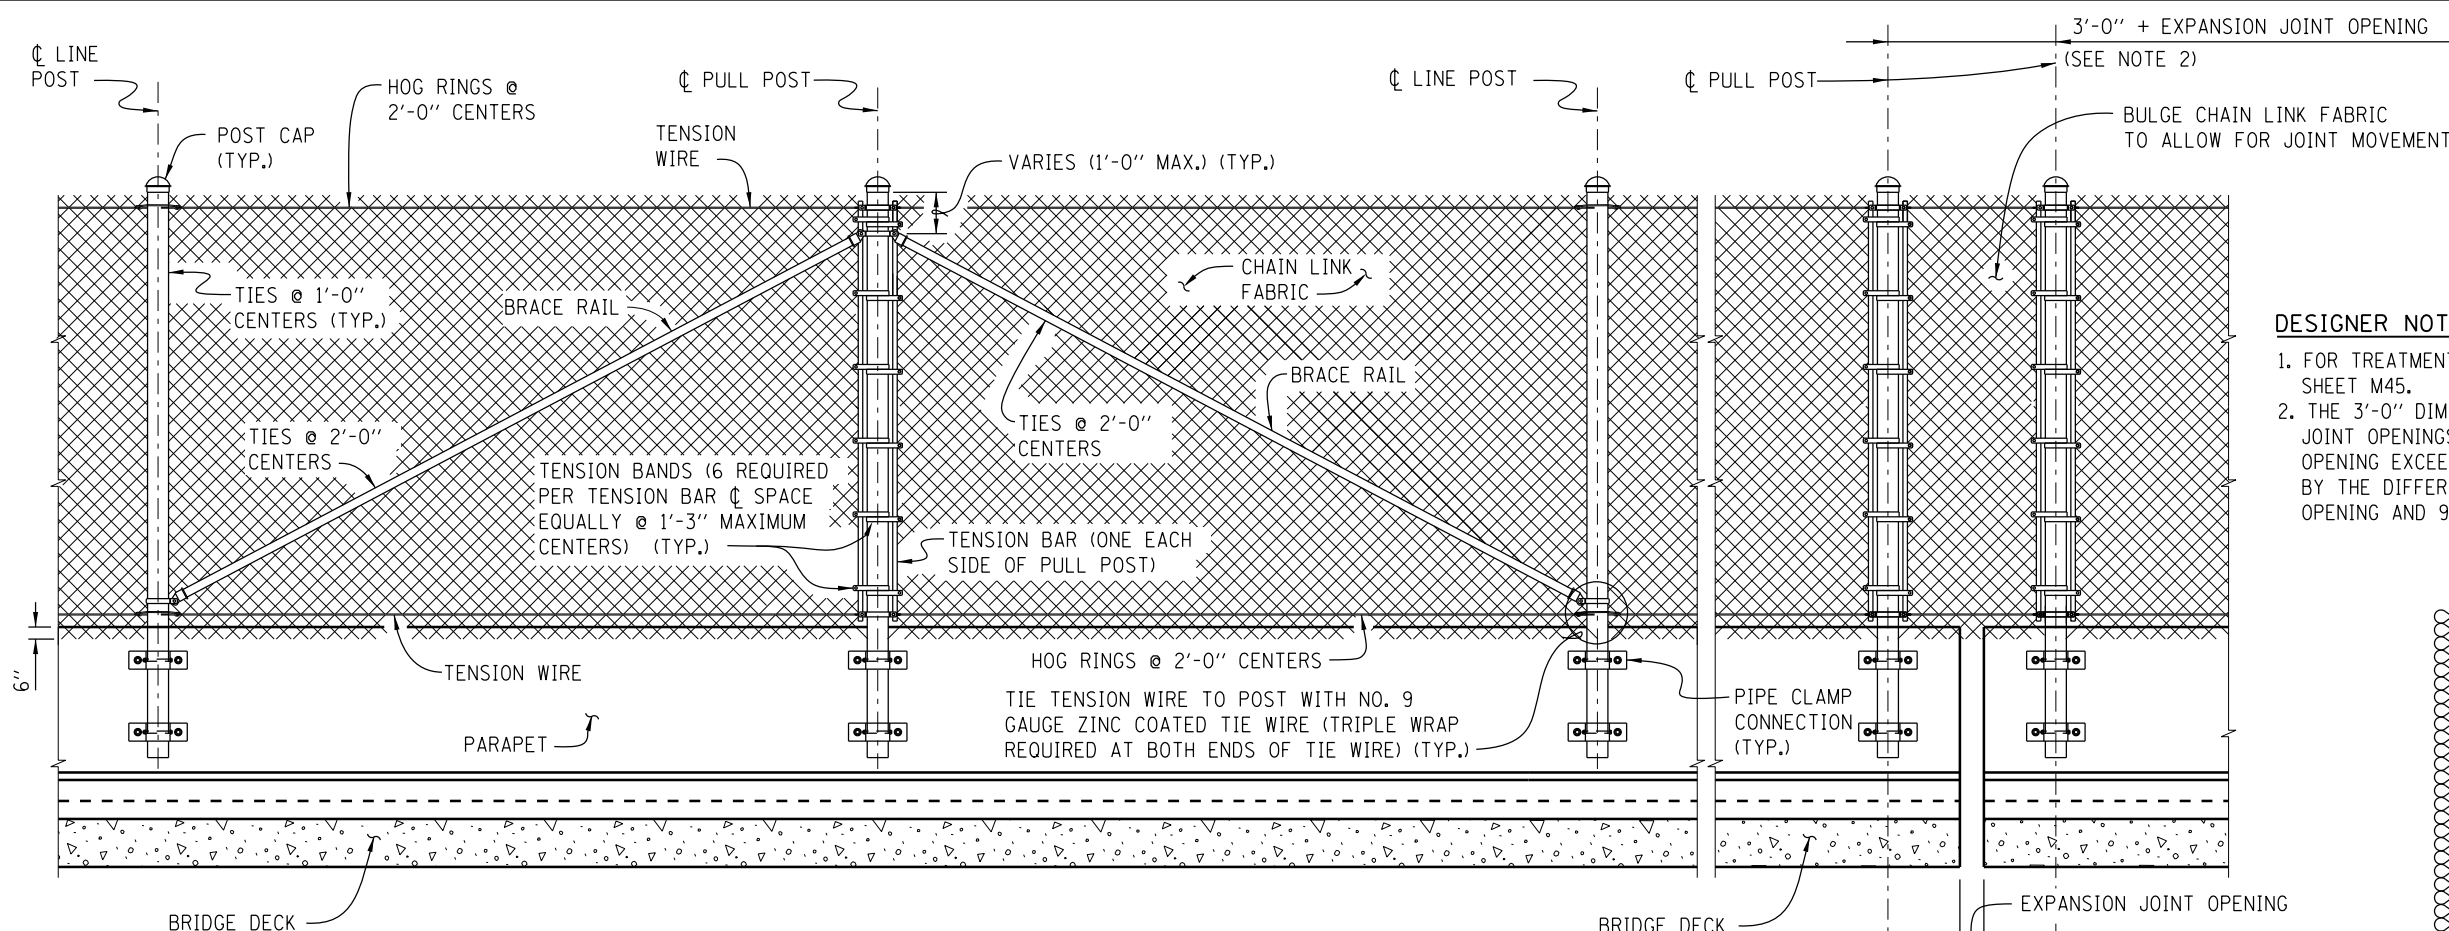 3'-0" + EXPANSION JOINT OPENING
(SEE NOTE 2)
℄ LINE
POST
HOG RINGS @
2'-0" CENTERS
℄ PULL POST
℄ LINE POST
℄ PULL POST
POST CAP
(TYP.)
TENSION
WIRE
VARIES (1'-0" MAX.) (TYP.)
BULGE CHAIN LINK FABRIC
TO ALLOW FOR JOINT MOVEMENT
TIES @ 1'-0"
CENTERS (TYP.)
BRACE RAIL
CHAIN LINK
FABRIC
BRACE RAIL
TIES @ 2'-0"
CENTERS
TIES @ 2'-0"
CENTERS
TENSION BANDS (6 REQUIRED
PER TENSION BAR ℄ SPACE
EQUALLY @ 1'-3" MAXIMUM
CENTERS) (TYP.)
TENSION BAR (ONE EACH
SIDE OF PULL POST)
DESIGNER NOT
1. FOR TREATMENT
SHEET M45.
2. THE 3'-0" DIM
JOINT OPENINGS
OPENING EXCEE
BY THE DIFFER
OPENING AND 9
6"
TENSION WIRE
HOG RINGS @ 2'-0" CENTERS
TIE TENSION WIRE TO POST WITH NO. 9
GAUGE ZINC COATED TIE WIRE (TRIPLE WRAP
REQUIRED AT BOTH ENDS OF TIE WIRE) (TYP.)
PIPE CLAMP
CONNECTION
(TYP.)
PARAPET
BRIDGE DECK
BRIDGE DECK
EXPANSION JOINT OPENING